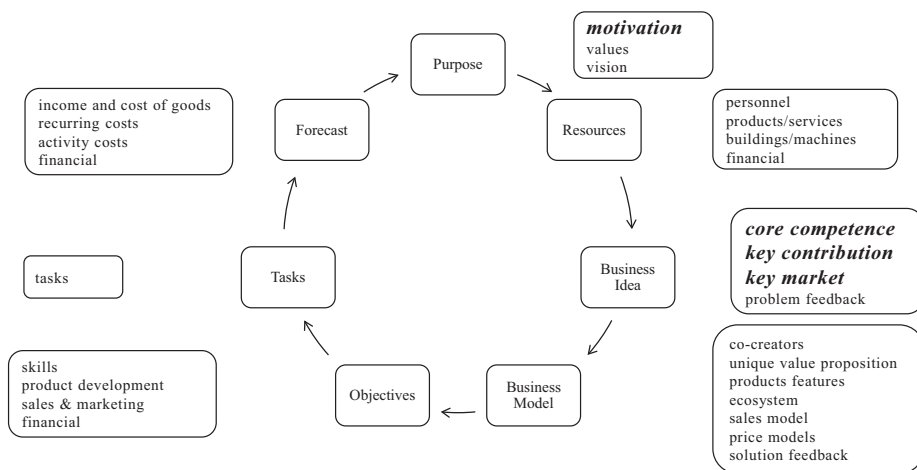 motivation
values
vision
Purpose
income and cost of goods
recurring costs
activity costs
financial
Forecast
Resources
personnel
products/services
buildings/machines
financial
tasks
Tasks
Business
Idea
core competence
key contribution
key market
problem feedback
skills
product development
sales & marketing
financial
Objectives
Business
Model
co-creators
unique value proposition
products features
ecosystem
sales model
price models
solution feedback